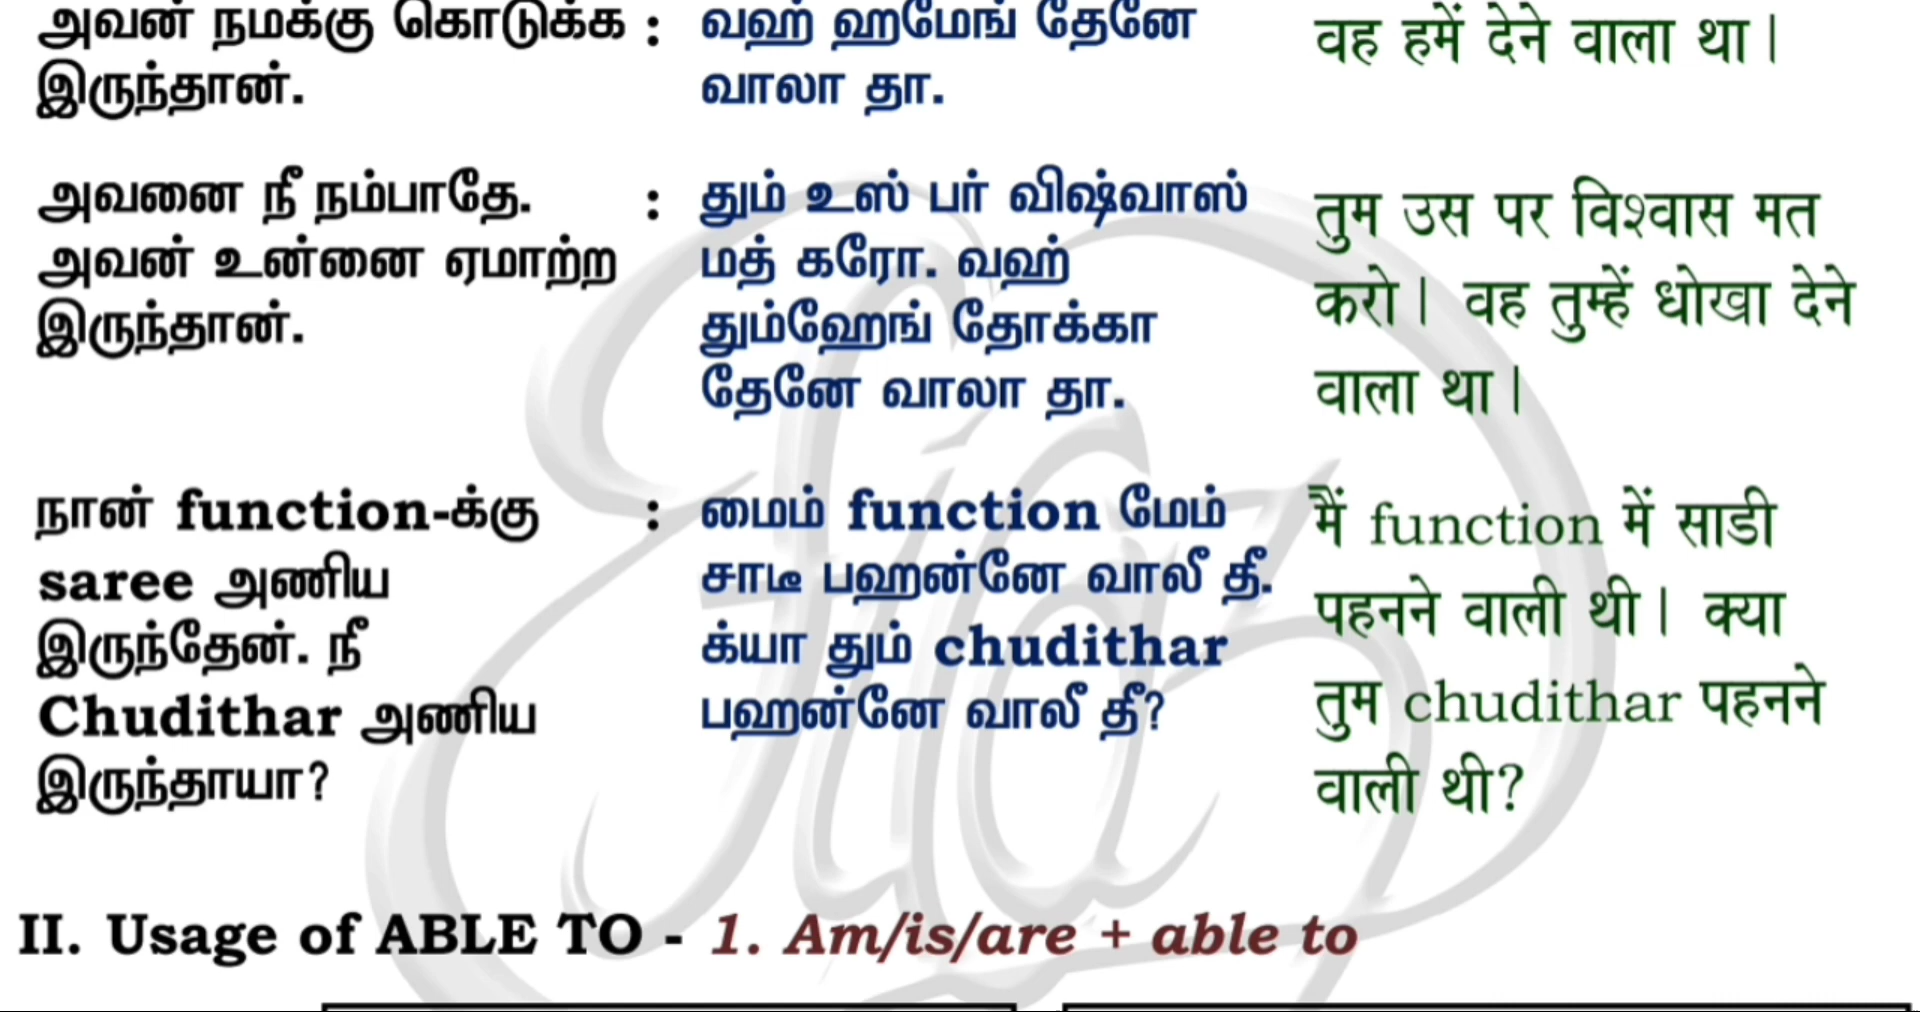 அவன் நமக்கு கொடுக்க : வஹ் ஹமேங் தேனே वह हमें देने वाला था।
இருந்தான். வாலா தா.
அவனை நீ நம்பாதே. : தும் உஸ் பர் விஷ்வாஸ் तुम उस पर विश्वास मत
அவன் உன்னை ஏமாற்ற மத் கரோ. வஹ் करो। वह तुम्हें धोखा देने
இருந்தான். தும்ஹேங் தோக்கா
தேனே வாலா தா. वाला था।
நான் function-க்கு : மைம் function மேம் मैं function में साडी
saree அணிய சாடீ பஹன்னே வாலீ தீ. पहनने वाली थी। क्या
இருந்தேன். நீ க்யா தும் chudithar
Chudithar அணிய பஹன்னே வாலீ தீ? तुम chudithar पहनने
இருந்தாயா? वाली थी?
II. Usage of ABLE TO - 1. Am/is/are + able to